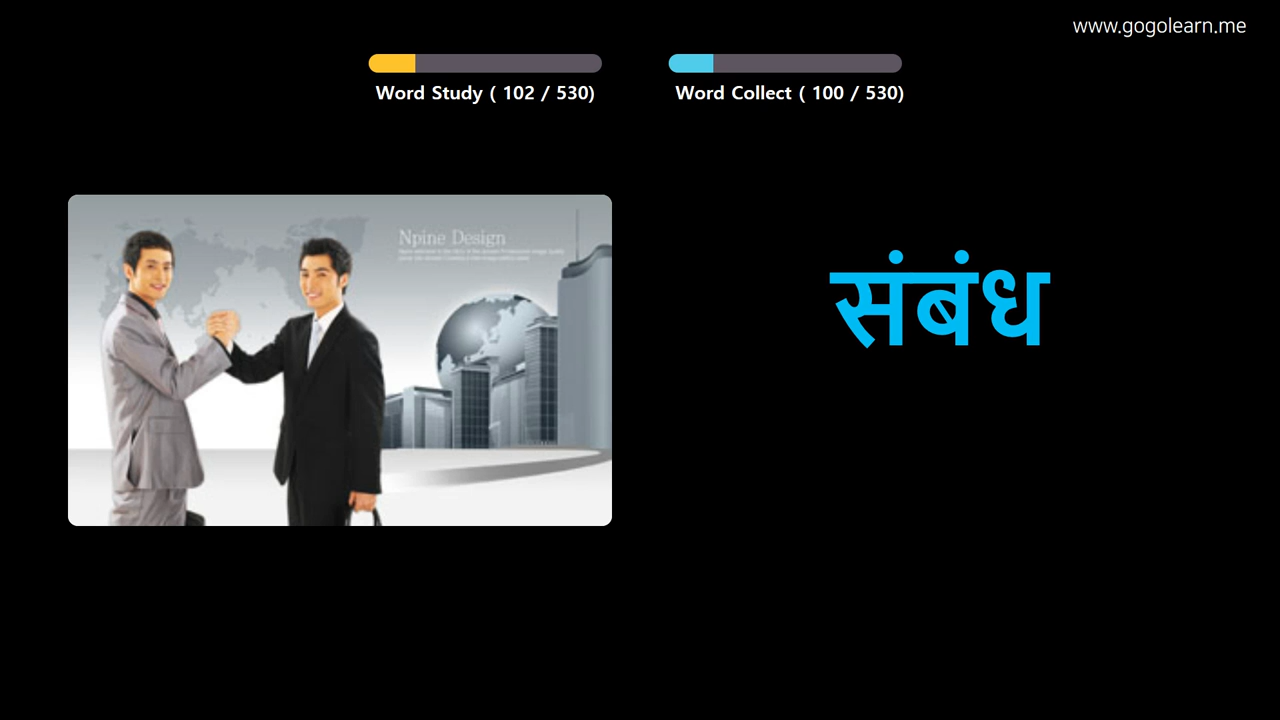 www.gogolearn.me
Word Study ( 102 / 530)
Word Collect ( 100 / 530)
Npine Design
संबंध